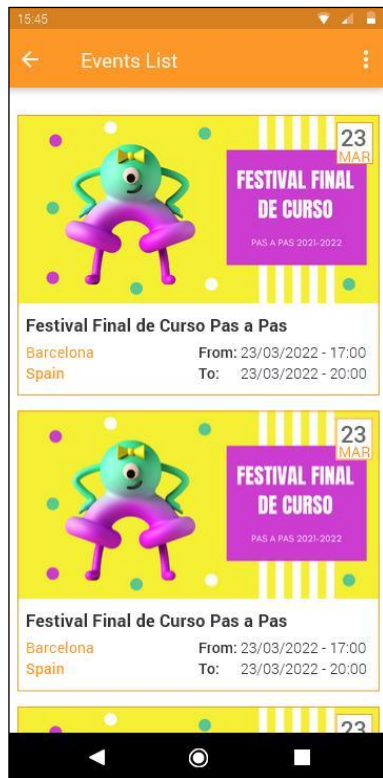 15:45
Events List
23
MAR
FESTIVAL FINAL
DE CURSO
PAS A PAS 2021-2022
Festival Final de Curso Pas a Pas
Barcelona From: 23/03/2022 - 17:00
Spain To: 23/03/2022 - 20:00
23
MAR
FESTIVAL FINAL
DE CURSO
PAS A PAS 2021-2022
Festival Final de Curso Pas a Pas
Barcelona From: 23/03/2022 - 17:00
Spain To: 23/03/2022 - 20:00
23